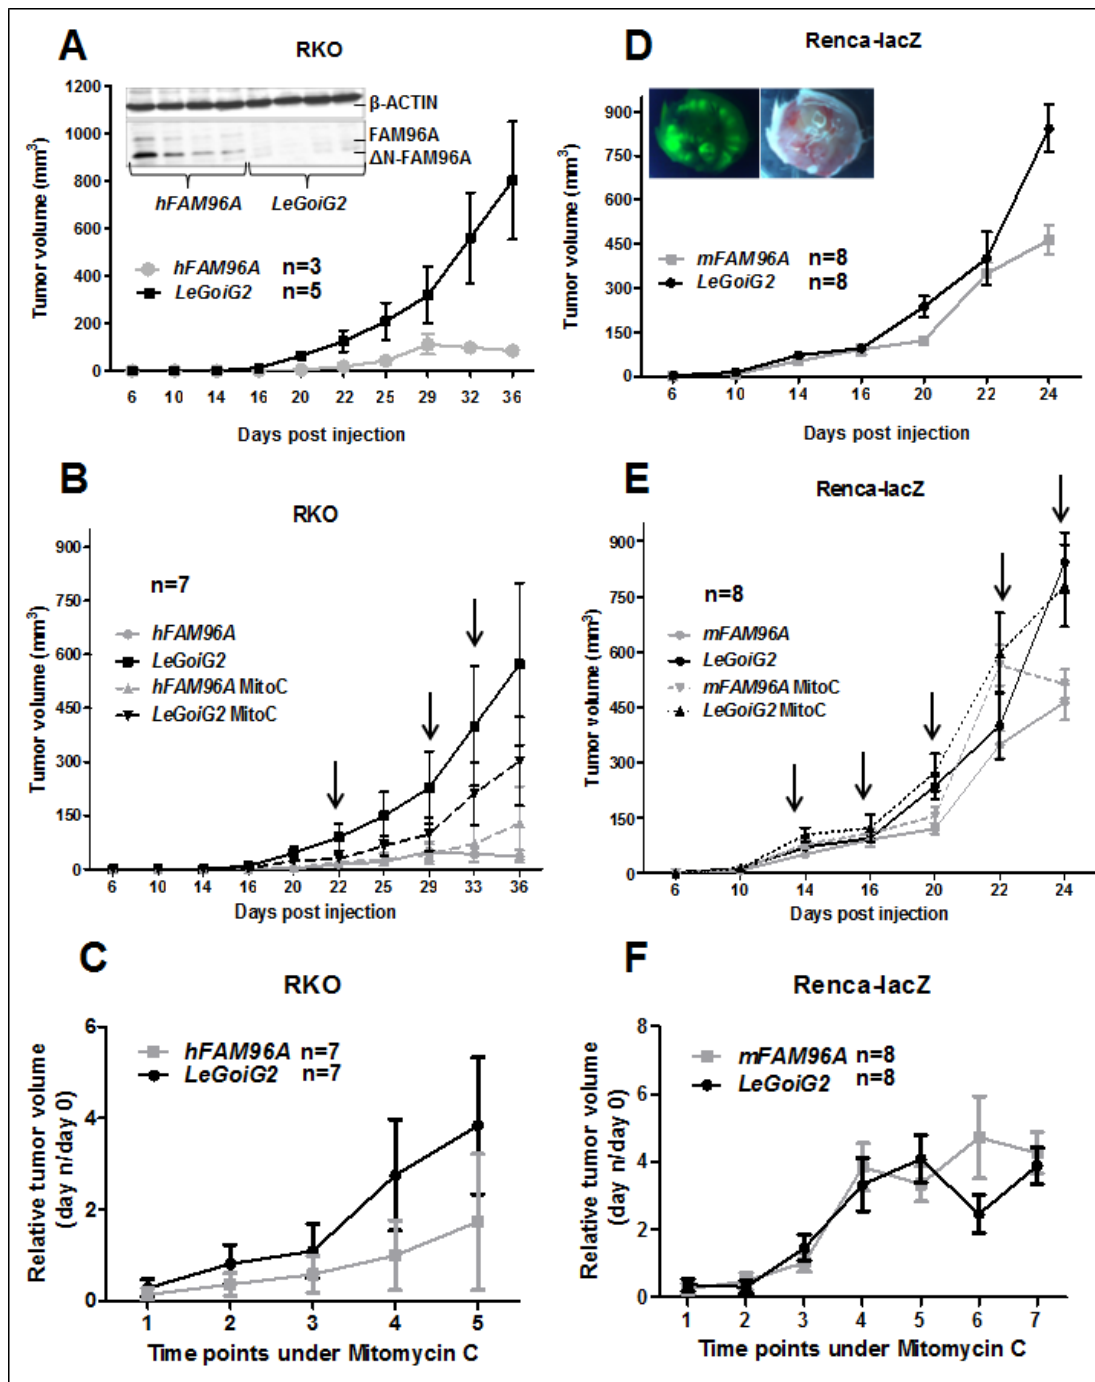 A
RKO
1200
1000
800
600
400
200
0
Tumor volume (mm3)
β-ACTIN
FAM96A
ΔN-FAM96A
hFAM96A LeGoiG2
hFAM96A n=3
LeGoiG2 n=5
6 10 14 16 20 22 25 29 32 36
Days post injection
D
Renca-lacZ
900
750
600
450
300
150
0
Tumor volume (mm3)
mFAM96A n=8
LeGoiG2 n=8
6 10 14 16 20 22 24
Days post injection
B
RKO
900
750
600
450
300
150
0
Tumor volume (mm3)
n=7
hFAM96A
LeGoiG2
hFAM96A MitoC
LeGoiG2 MitoC
6 10 14 16 20 22 25 29 33 36
Days post injection
E
Renca-lacZ
900
750
600
450
300
150
0
Tumor volume (mm3)
n=8
mFAM96A
LeGoiG2
mFAM96A MitoC
LeGoiG2 MitoC
6 10 14 16 20 22 24
Days post injection
C
RKO
6
4
2
0
Relative tumor volume
(day n/day 0)
hFAM96A n=7
LeGoiG2 n=7
1 2 3 4 5
Time points under Mitomycin C
F
Renca-lacZ
8
6
4
2
0
Relative tumor volume
(day n/day 0)
mFAM96A n=8
LeGoiG2 n=8
1 2 3 4 5 6 7
Time points under Mitomycin C